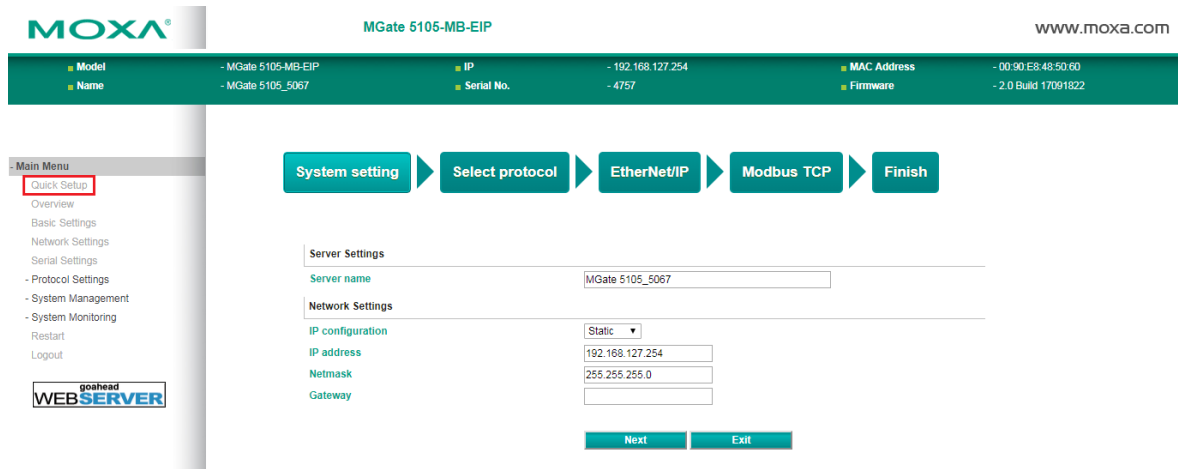 MOXA® MGate 5105-MB-EIP www.moxa.com
Model - MGate 5105-MB-EIP IP - 192.168.127.254 MAC Address - 00:90:E8:48:50:60
Name - MGate 5105_5067 Serial No. - 4757 Firmware - 2.0 Build 17091822
- Main Menu
Quick Setup
Overview
Basic Settings
Network Settings
Serial Settings
- Protocol Settings
- System Management
- System Monitoring
Restart
Logout
goahead
WEBSERVER
System setting Select protocol EtherNet/IP Modbus TCP Finish
Server Settings
Server name MGate 5105_5067
Network Settings
IP configuration Static
IP address 192.168.127.254
Netmask 255.255.255.0
Gateway
Next Exit